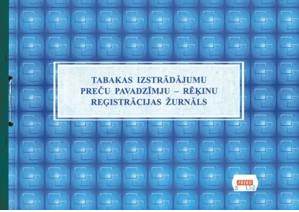 TABAKAS IZSTRĀDĀJUMU
PREČU PAVADZĪMJU – RĒĶINU
REĢISTRĀCIJAS ŽURNĀLS